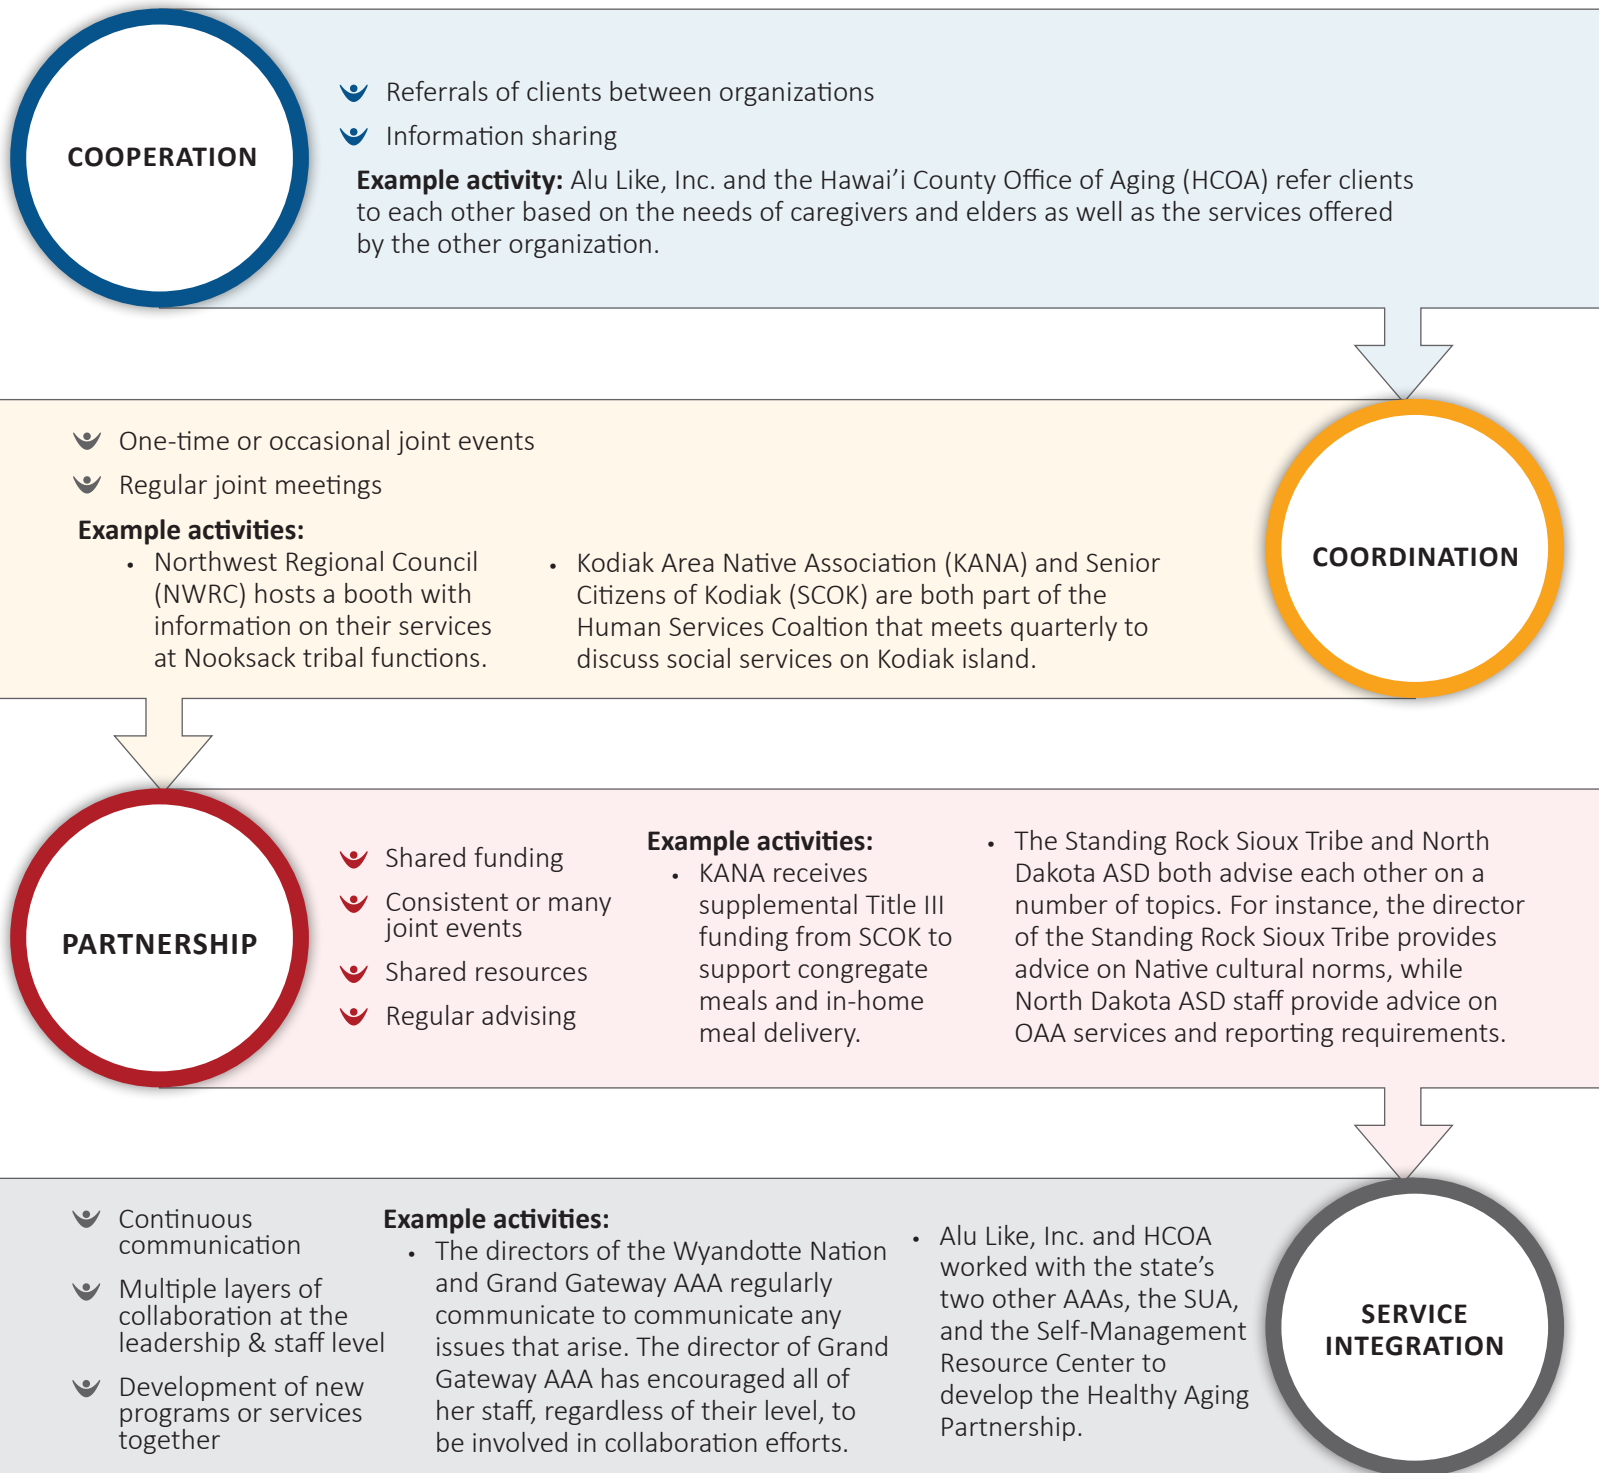 COOPERATION
Referrals of clients between organizations
Information sharing
Example activity: Alu Like, Inc. and the Hawai’i County Office of Aging (HCOA) refer clients
to each other based on the needs of caregivers and elders as well as the services offered
by the other organization.
One-time or occasional joint events
Regular joint meetings
Example activities:
• Northwest Regional Council
(NWRC) hosts a booth with
information on their services
at Nooksack tribal functions.
• Kodiak Area Native Association (KANA) and Senior
Citizens of Kodiak (SCOK) are both part of the
Human Services Coaltion that meets quarterly to
discuss social services on Kodiak island.
COORDINATION
PARTNERSHIP
Shared funding
Consistent or many
joint events
Shared resources
Regular advising
Example activities:
• KANA receives
supplemental Title III
funding from SCOK to
support congregate
meals and in-home
meal delivery.
• The Standing Rock Sioux Tribe and North
Dakota ASD both advise each other on a
number of topics. For instance, the director
of the Standing Rock Sioux Tribe provides
advice on Native cultural norms, while
North Dakota ASD staff provide advice on
OAA services and reporting requirements.
Continuous
communication
Multiple layers of
collaboration at the
leadership & staff level
Development of new
programs or services
together
Example activities:
• The directors of the Wyandotte Nation
and Grand Gateway AAA regularly
communicate to communicate any
issues that arise. The director of Grand
Gateway AAA has encouraged all of
her staff, regardless of their level, to
be involved in collaboration efforts.
• Alu Like, Inc. and HCOA
worked with the state’s
two other AAAs, the SUA,
and the Self-Management
Resource Center to
develop the Healthy Aging
Partnership.
SERVICE
INTEGRATION